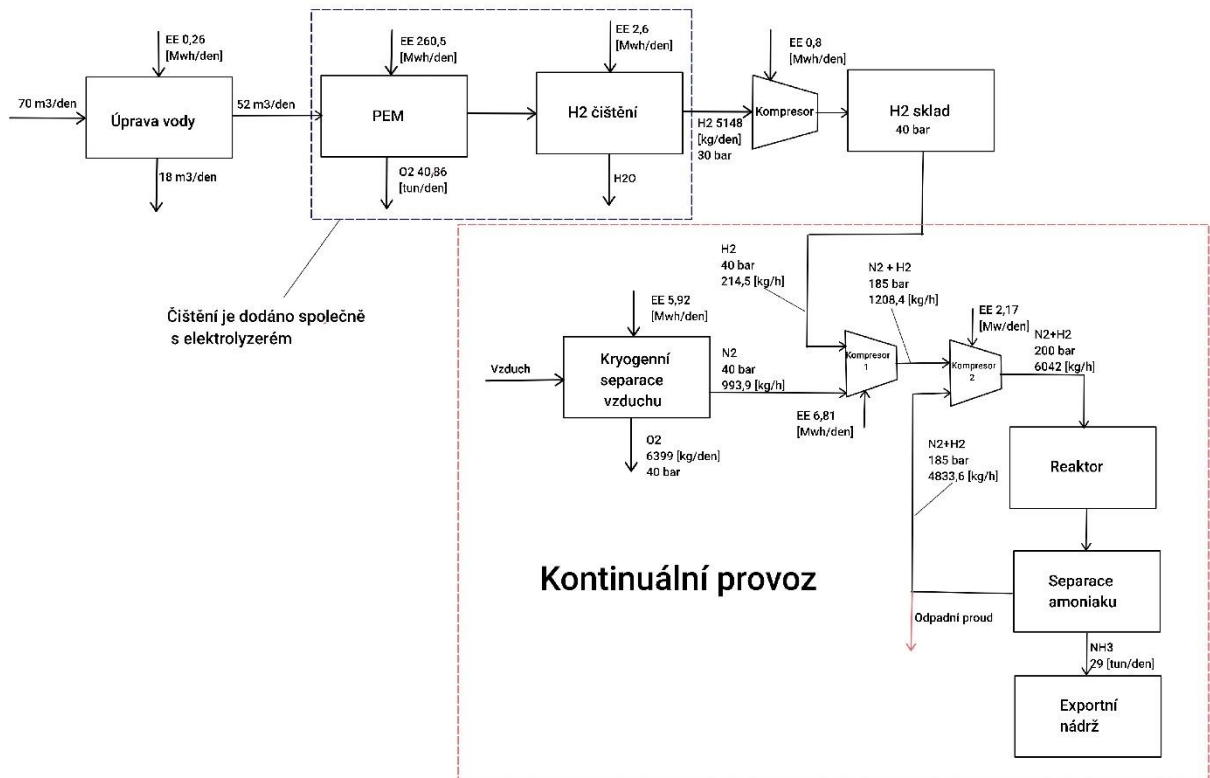 EE 0,26
[Mwh/den]
70 m3/den
Úprava vody
52 m3/den
18 m3/den
EE 260,5
[Mwh/den]
PEM
O2 40,86
[tun/den]
EE 2,6
[Mwh/den]
H2 čištění
H2O
H2 5148
[kg/den]
30 bar
EE 0,8
[Mwh/den]
Kompresor
H2 sklad
40 bar
Čištění je dodáno společně
s elektrolyzerém
H2
40 bar
214,5 [kg/h]
EE 5,92
[Mwh/den]
Vzduch
Kryogenní
separace
vzduchu
N2
40 bar
993,9 [kg/h]
O2
6399 [kg/den]
40 bar
Kompresor
1
EE 6,81
[Mwh/den]
N2 + H2
185 bar
1208,4 [kg/h]
EE 2,17
[Mw/den]
Kompresor
2
N2+H2
200 bar
6042 [kg/h]
N2+H2
185 bar
4833,6 [kg/h]
Reaktor
Kontinuální provoz
Separace
amoniaku
Odpadní proud
NH3
29 [tun/den]
Exportní
nádrž